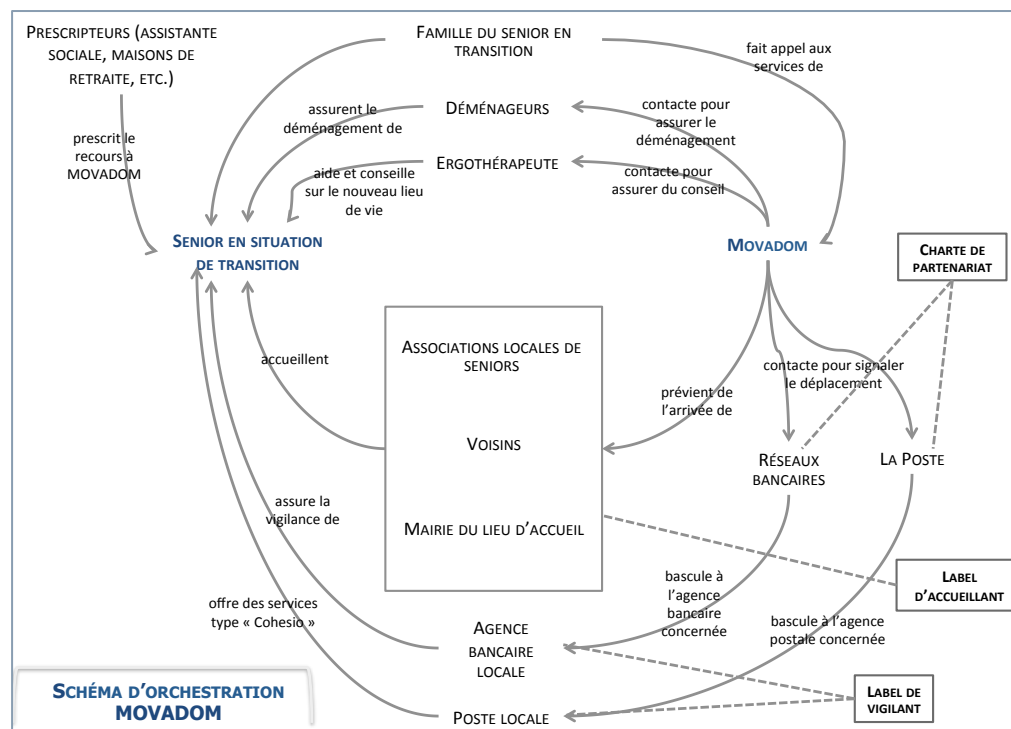 PRESCRIPTEURS (ASSISTANTE
SOCIALE, MAISONS DE
RETRAITE, ETC.)
FAMILLE DU SENIOR EN
TRANSITION
fait appel aux
services de
assurent le
déménagement de
DÉMÉNAGEURS
contacte pour
assurer le
déménagement
prescrit le
recours à
MOVADOM
aide et conseille
sur le nouveau lieu
de vie
ERGOTHÉRAPEUTE
contacte pour
assurer du conseil
SENIOR EN SITUATION
DE TRANSITION
MOVADOM
CHARTE DE
PARTENARIAT
accueillent
ASSOCIATIONS LOCALES DE
SENIORS
VOISINS
MAIRIE DU LIEU D'ACCUEIL
prévient de
l'arrivée de
contacte pour signaler
le déplacement
RÉSEAUX
BANCAIRES
LA POSTE
assure la
vigilance de
LABEL
D'ACCUEILLANT
offre des services
type « Cohesio »
bascule à
l'agence
bancaire
concernée
bascule à l'agence
postale concernée
AGENCE
BANCAIRE
LOCALE
POSTE LOCALE
LABEL DE
VIGILANT
SCHÉMA D'ORCHESTRATION
MOVADOM